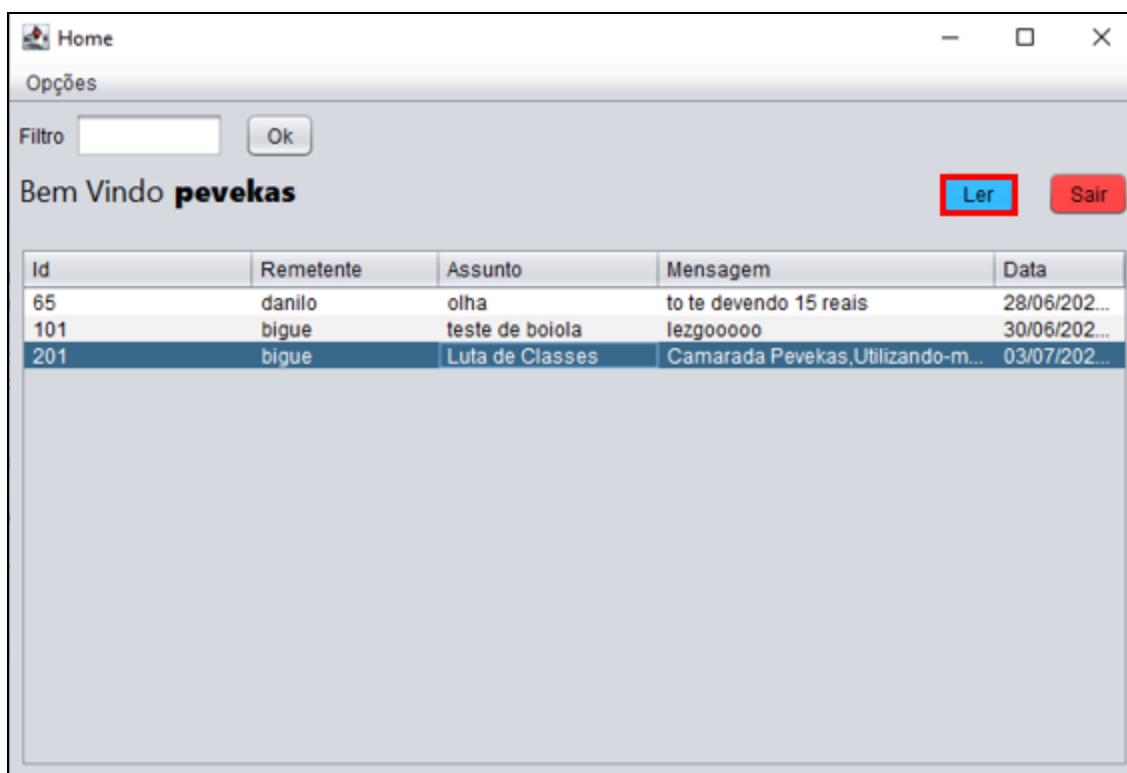 Home
Opções
Filtro Ok
Bem Vindo pevekas
Ler Sair
Id Remetente Assunto Mensagem Data
65 danilo olha to te devendo 15 reais 28/06/202...
101 bigue teste de boiola lezgooooo 30/06/202...
201 bigue Luta de Classes Camarada Pevekas,Utilizando-m... 03/07/202...